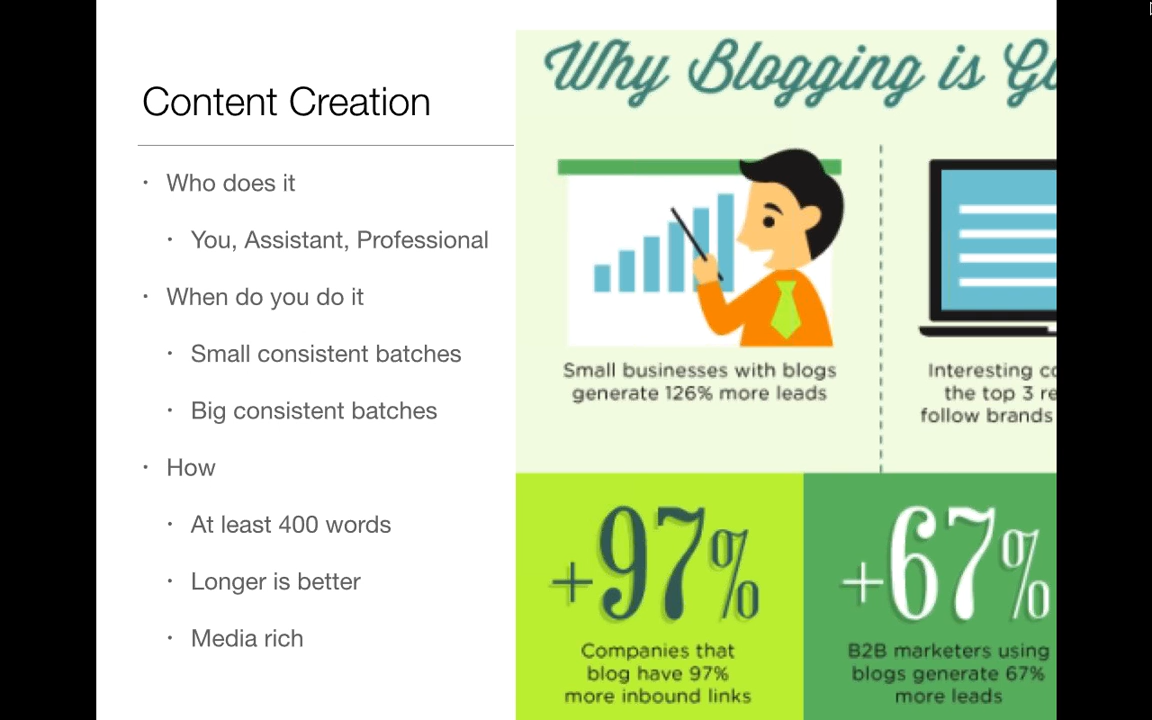 Content Creation
· Who does it
· You, Assistant, Professional
· When do you do it
· Small consistent batches
· Big consistent batches
· How
· At least 400 words
· Longer is better
· Media rich
Why Blogging is
Small businesses with blogs
generate 126% more leads
Interesting
the top 3
follow brands
+97%
Companies that
blog have 97%
more inbound links
+67%
B2B marketers using
blogs generate 67%
more leads